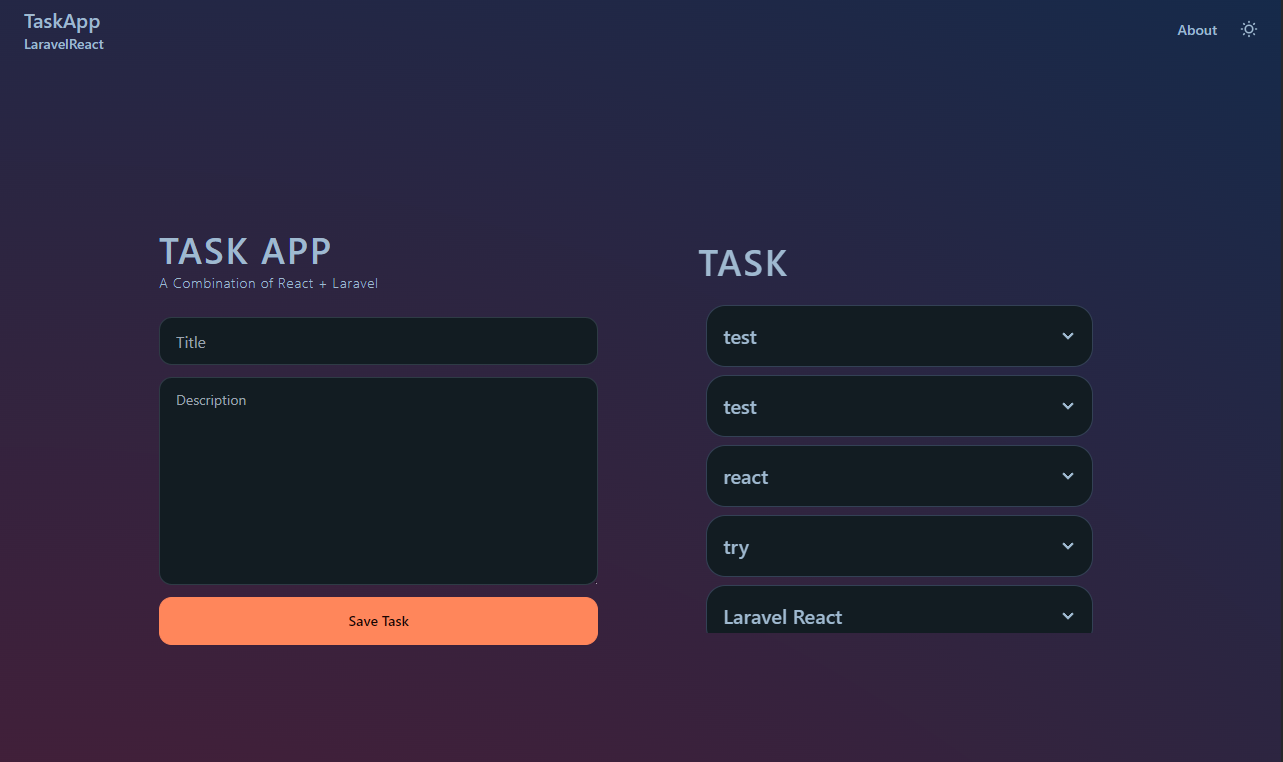 TaskApp
LaravelReact
About
TASK APP
A Combination of React + Laravel
Title
Description
Save Task
TASK
test
test
react
try
Laravel React